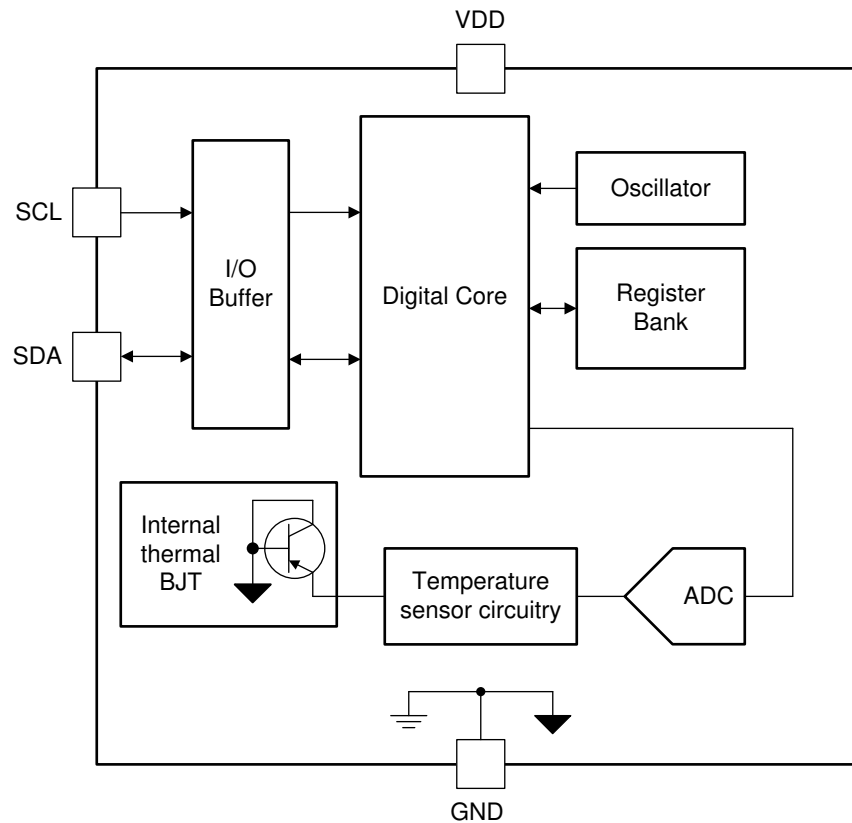 VDD
SCL
SDA
I/O
Buffer
Digital Core
Oscillator
Register
Bank
Internal
thermal
BJT
Temperature
sensor circuitry
ADC
GND